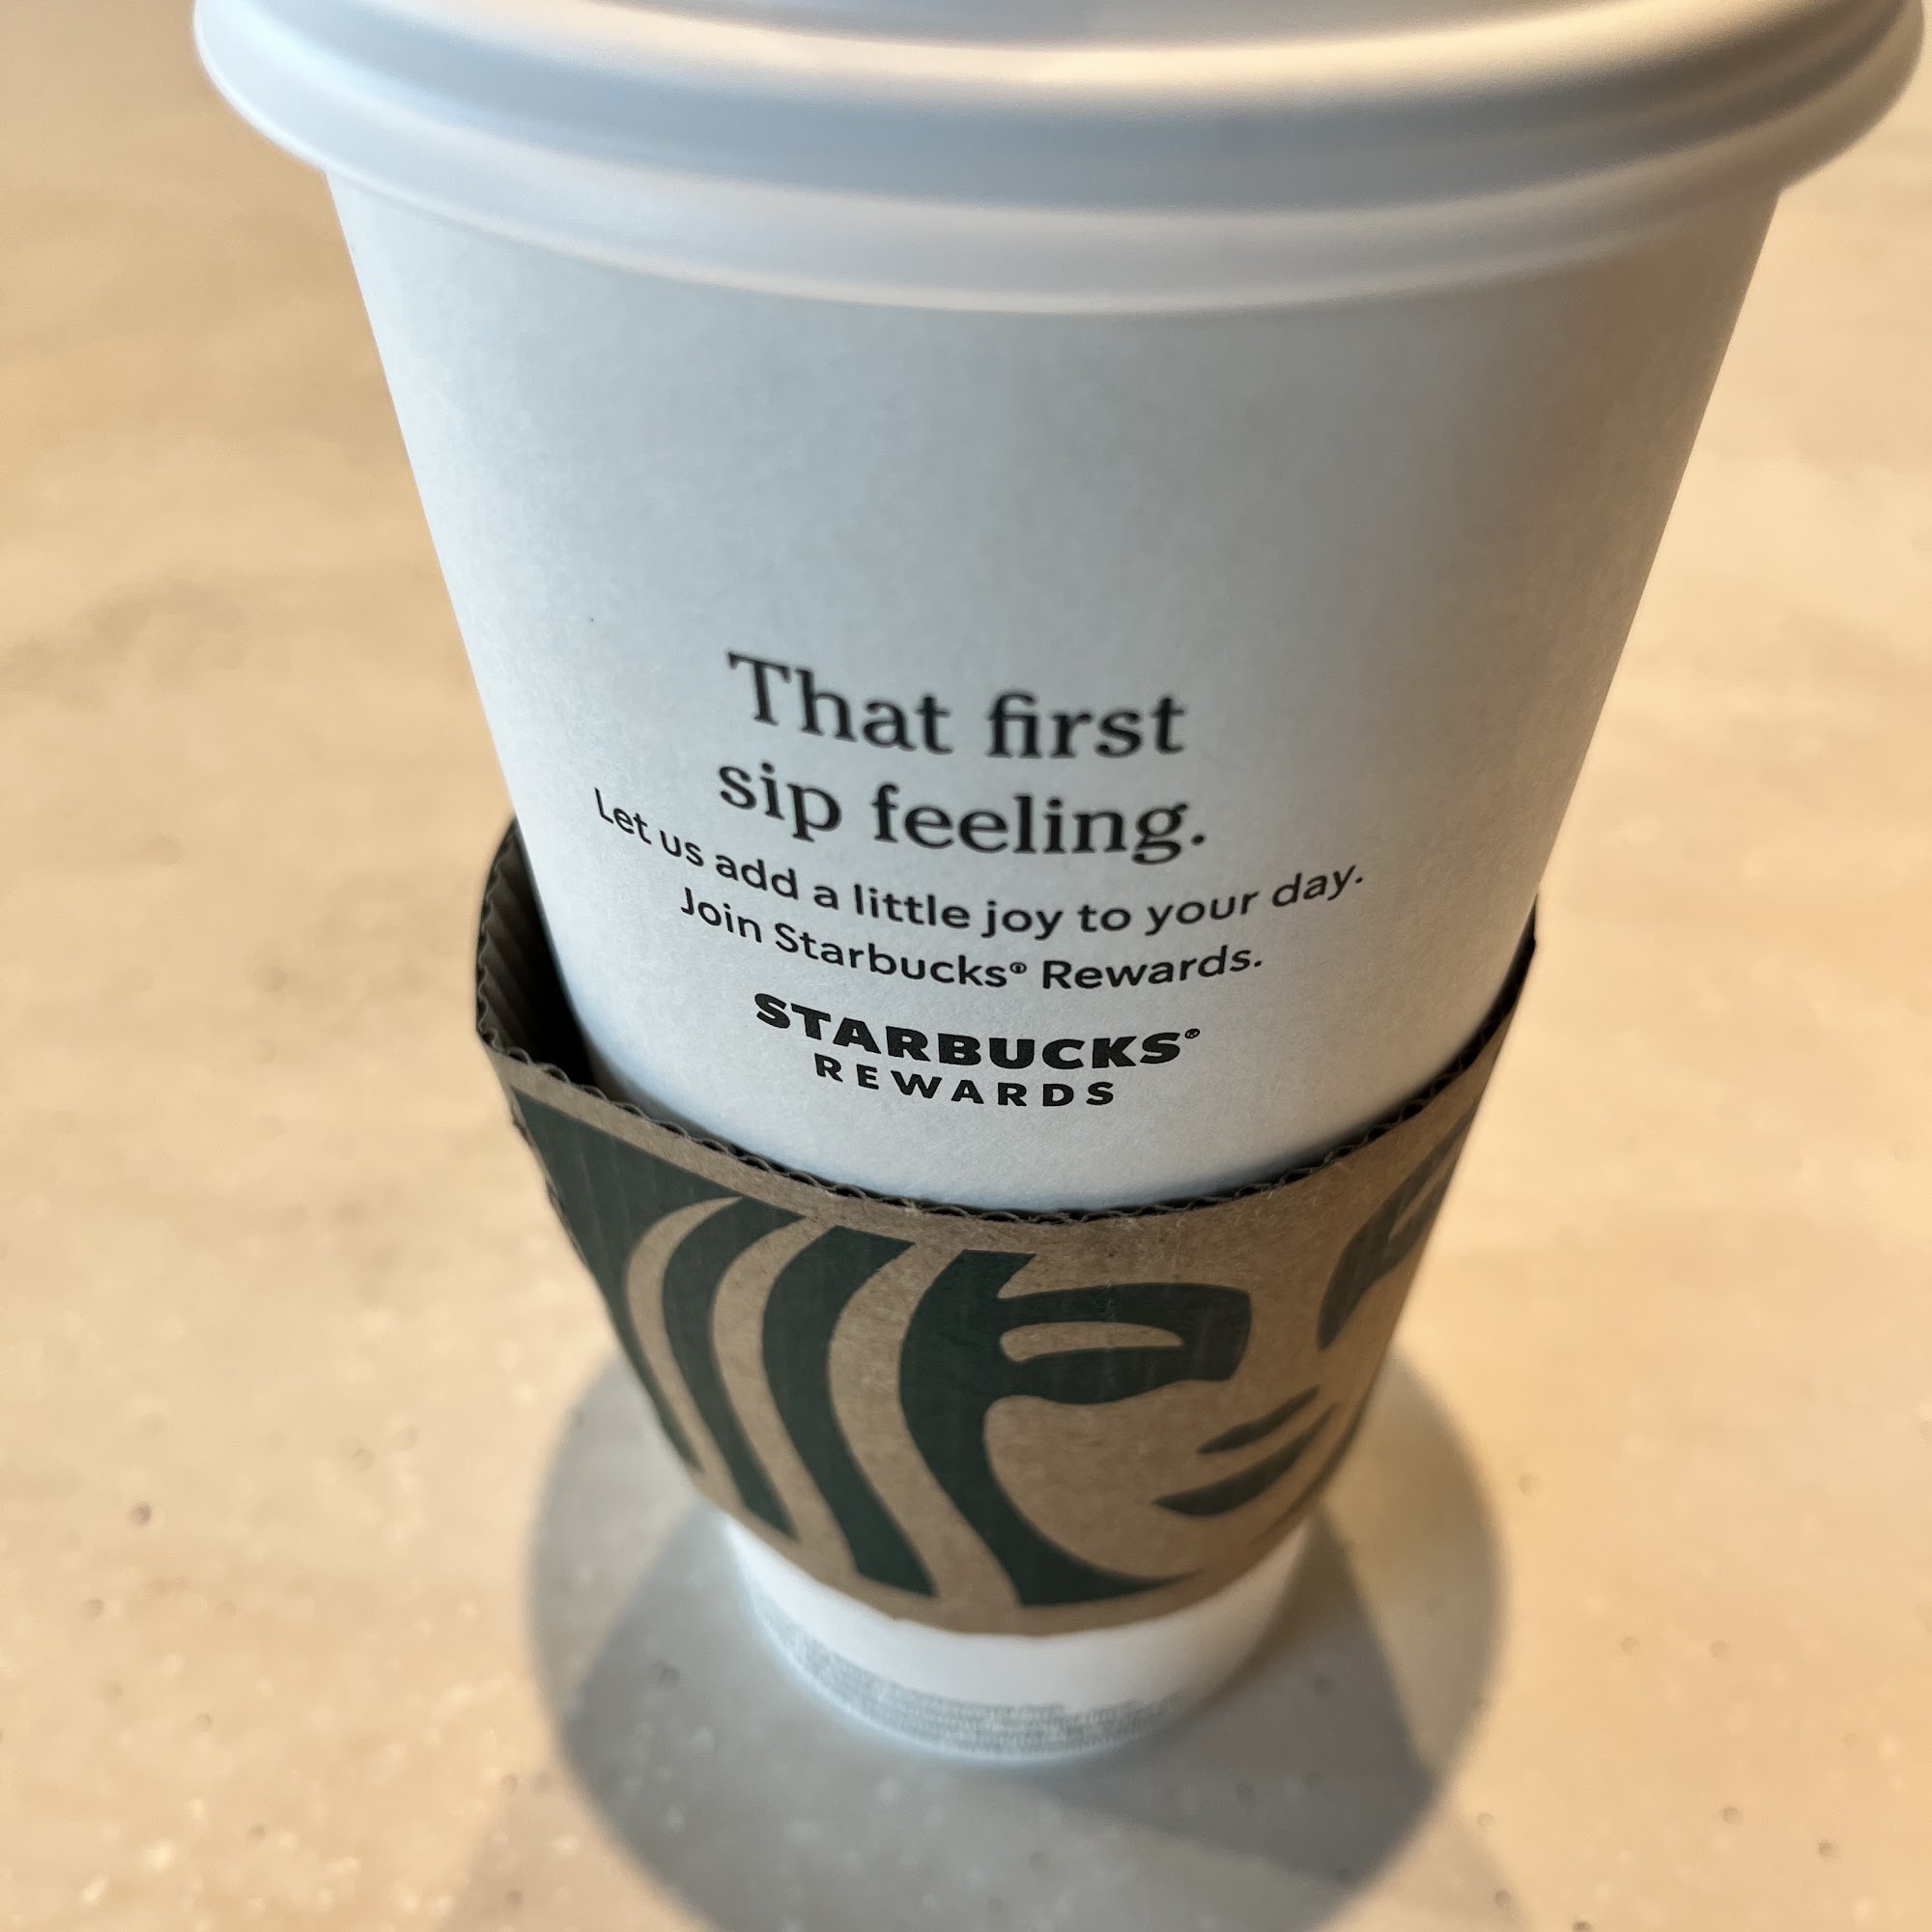 That first
sip feeling.
Let us add a little joy to your day.
Join Starbucks® Rewards.
STARBUCKS®
REWARDS